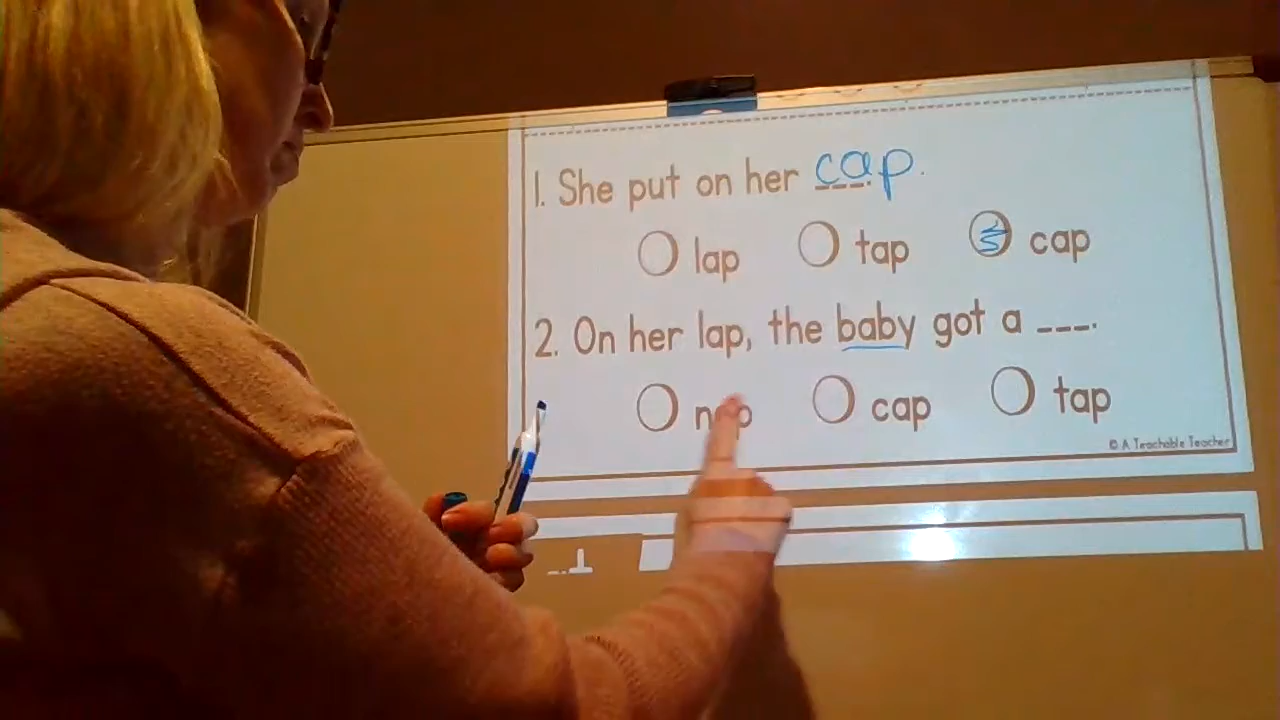 1. She put on her cap.
lap tap cap
2. On her lap, the baby got a ___.
nap cap tap
© A Teachable Teacher